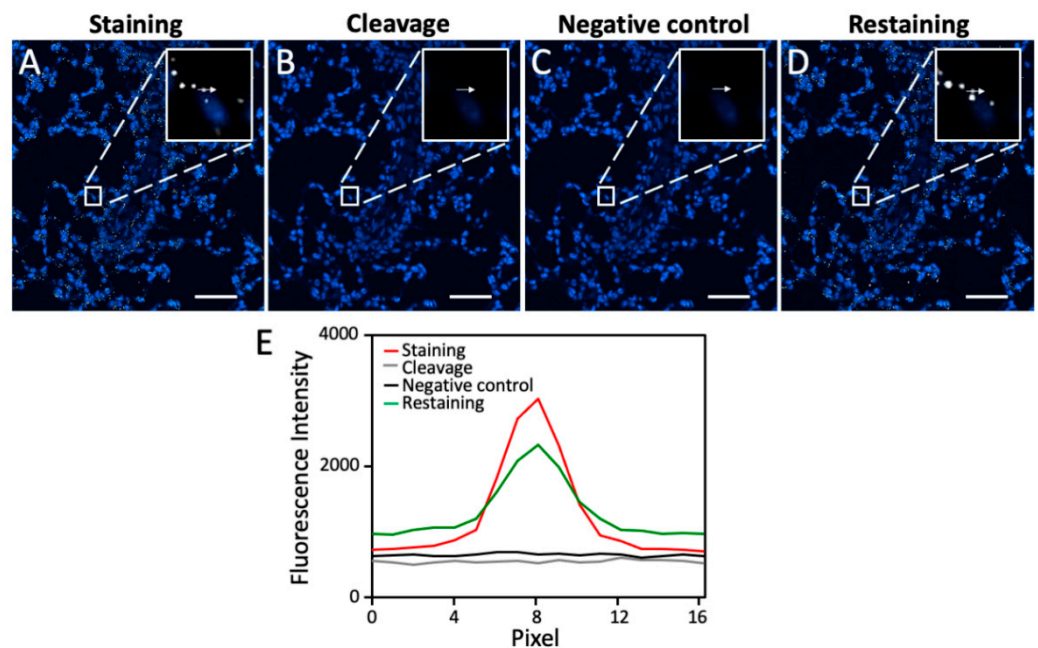 Staining Cleavage Negative control Restaining
A B C D
E
4000
Staining
Cleavage
Negative control
Restaining
2000
0
Fluorescence Intensity
0 4 8 12 16
Pixel